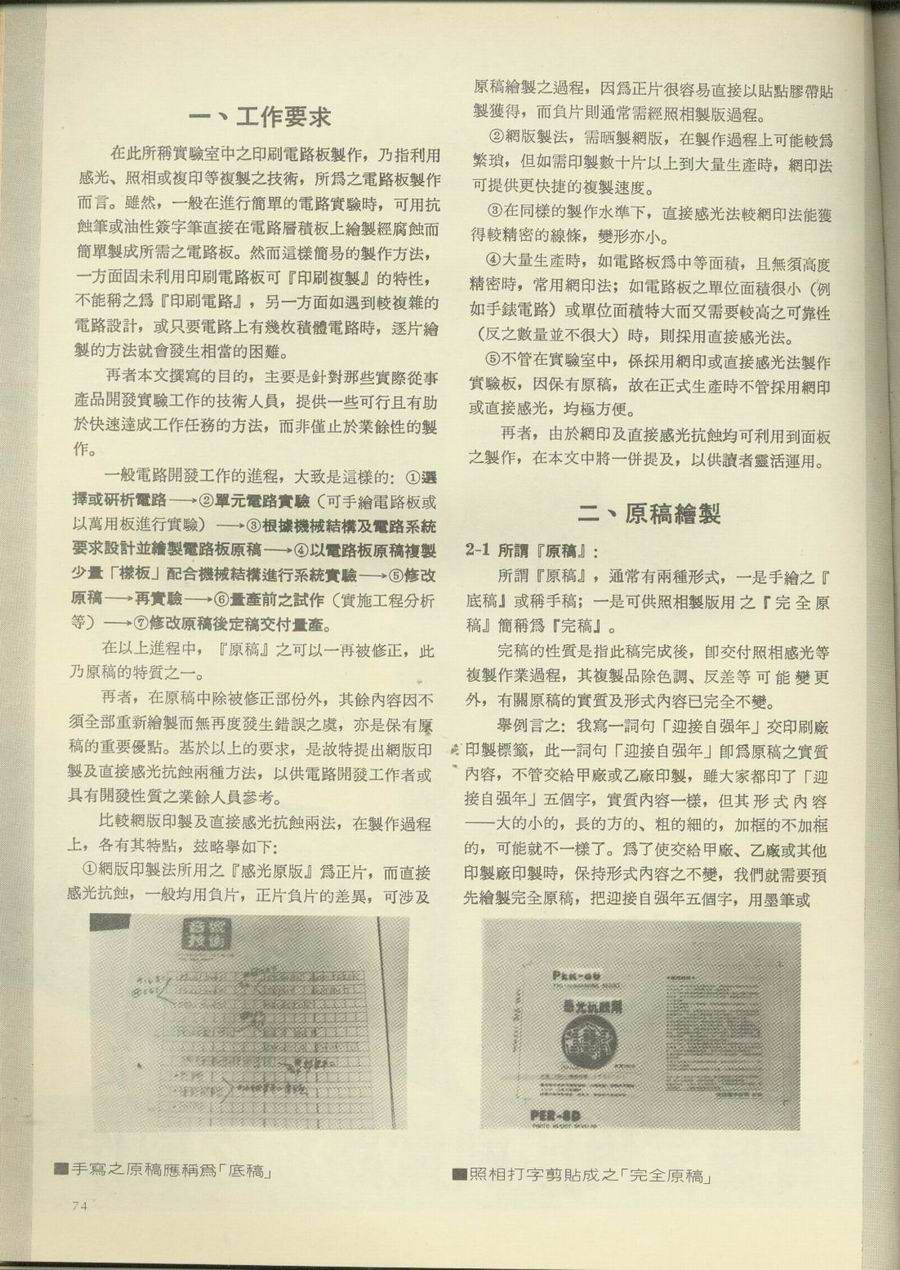 一、工作要求
在此所稱實驗室中之印刷電路板製作，乃指利用
感光、照相或複印等複製之技術，所爲之電路板製作
而言。雖然，一般在進行簡單的電路實驗時，可用抗
蝕筆或油性簽字筆直接在電路層積板上繪製經腐蝕而
簡單製成所需之電路板。然而這樣簡易的製作方法，
一方面固未利用印刷電路板可『印刷複製』的特性，
不能稱之爲『印刷電路』，另一方面如遇到較複雜的
電路設計，或只要電路上有幾枚積體電路時，逐片繪
製的方法就會發生相當的困難。
再者本文撰寫的目的，主要是針對那些實際從事
產品開發實驗工作的技術人員，提供一些可行且有助
於快速達成工作任務的方法，而非僅止於業餘性的製
作。
一般電路開發工作的進程，大致是這樣的：①選
擇或研析電路→②單元電路實驗（可手繪電路板或
以萬用板進行實驗）→③根據機械結構及電路系統
要求設計並繪製電路板原稿→④以電路板原稿複製
少量「樣板」配合機械結構進行系統實驗→⑤修改
原稿→再實驗→⑥量產前之試作（實施工程分析
等）→⑦修改原稿後定稿交付量產。
在以上進程中，『原稿』之可以一再被修正，此
乃原稿的特質之一。
再者，在原稿中除被修正部份外，其餘內容因不
須全部重新繪製而無再度發生錯誤之處，亦是保有原
稿的重要優點。基於以上的要求，是故特提出網版印
製及直接感光抗蝕兩種方法，以供電路開發工作者或
具有開發性質之業餘人員參考。
比較網版印製及直接感光抗蝕兩法，在製作過程
上，各有其特點，玆略擧如下：
①網版印製法所用之『感光原版』爲正片，而直接
感光抗蝕，一般均用負片，正片負片的差異，可涉及
原稿繪製之過程，因爲正片很容易直接以貼點膠帶貼
製獲得，而負片則通常需經照相製版過程。
②網版製法，需晒製網版，在製作過程上可能較爲
繁瑣，但如需印製數十片以上到大量生產時，網印法
可提供更快捷的複製速度。
③在同樣的製作水準下，直接感光法較網印法能獲
得較精密的線條，變形亦小。
④大量生產時，如電路板爲中等面積，且無須高度
精密時，常用網印法；如電路板之單位面積很小（例
如手錶電路）或單位面積特大而又需要較高之可靠性
（反之數量並不很大）時，則採用直接感光法。
⑤不管在實驗室中，係採用網印或直接感光法製作
實驗板，因保有原稿，故在正式生產時不管採用網印
或直接感光，均極方便。
再者，由於網印及直接感光抗蝕均可利用到面板
之製作，在本文中將一併提及，以供讀者靈活運用。
二、原稿繪製
2-1 所謂『原稿』：
所謂『原稿』，通常有兩種形式，一是手繪之『
底稿』或稱手稿；一是可供照相製版用之『完全原
稿』簡稱爲『完稿』。
完稿的性質是指此稿完成後，卽交付照相感光等
複製作業過程，其複製品除色調、反差等可能變更
外，有關原稿的實質及形式內容已完全不變。
擧例言之：我寫一詞句「迎接自强年」交印刷廠
印製標籤，此一詞句「迎接自强年」卽爲原稿之實質
內容，不管交給甲廠或乙廠印製，雖大家都印了「迎
接自强年」五個字，實質內容一樣，但其形式內容
——大的小的，長的方的、粗的細的，加框的不加框
的，可能就不一樣了。爲了使交給甲廠、乙廠或其他
印製廠印製時，保持形式內容之不變，我們就需要預
先繪製完全原稿，把迎接自强年五個字，用墨筆或
音響
技術
PER-80
感光抗蝕劑
PER-8D
■手寫之原稿應稱爲「底稿」
■照相打字剪貼成之「完全原稿」
74